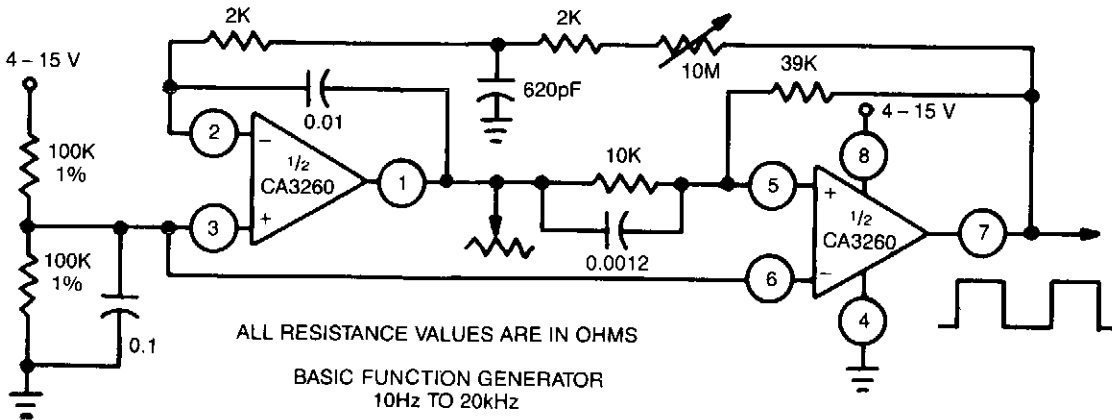 2K
2K
10M
39K
4 – 15 V
620pF
0.01
4 – 15 V
2
–
1/2
CA3260
1
8
100K
1%
10K
5
+
1/2
CA3260
7
3
+
100K
1%
0.0012
6
–
4
0.1
ALL RESISTANCE VALUES ARE IN OHMS
BASIC FUNCTION GENERATOR
10Hz TO 20kHz